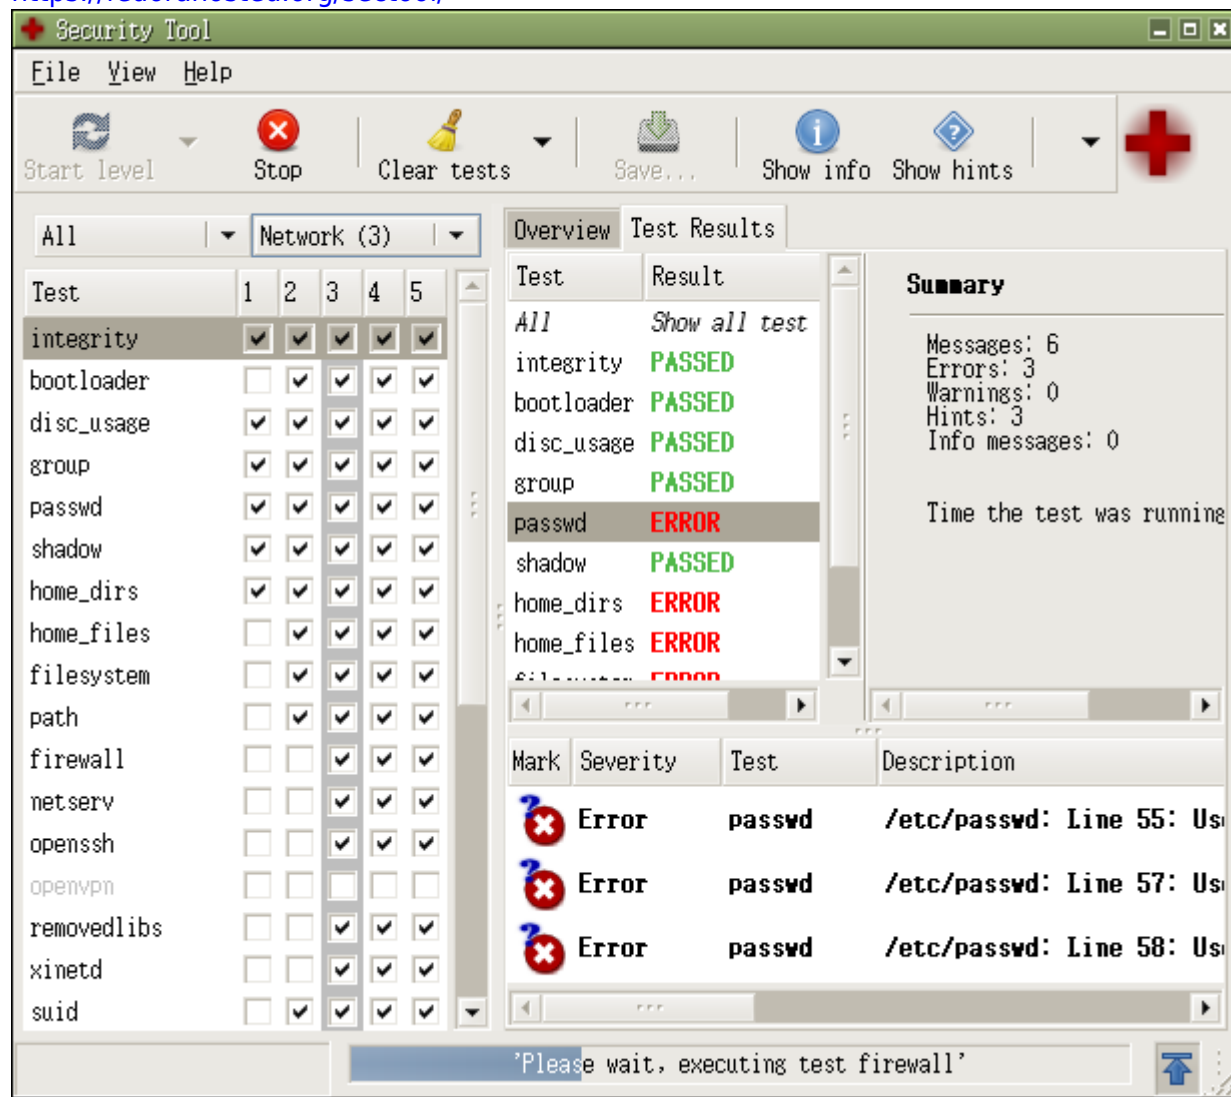 Security Tool
File View Help
Start level Stop Clear tests Save... Show info Show hints
All Network (3)
Test 1 2 3 4 5
integrity
bootloader
disc_usage
group
passwd
shadow
home_dirs
home_files
filesystem
path
firewall
netserv
openssh
openvpn
removedlibs
xinetd
suid
Overview Test Results
Test Result
All Show all test
integrity PASSED
bootloader PASSED
disc_usage PASSED
group PASSED
passwd ERROR
shadow PASSED
home_dirs ERROR
home_files ERROR
Summary
Messages: 6
Errors: 3
Warnings: 0
Hints: 3
Info messages: 0
Time the test was running
Mark Severity Test Description
Error passwd /etc/passwd: Line 55:
Error passwd /etc/passwd: Line 57:
Error passwd /etc/passwd: Line 58:
'Please wait, executing test firewall'